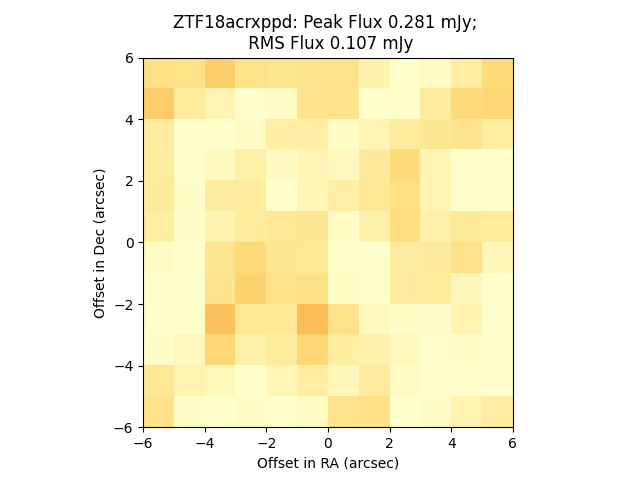 ZTF18acrxppd: Peak Flux 0.281 mJy;
RMS Flux 0.107 mJy
6
4
2
0
−2
−4
−6
Offset in Dec (arcsec)
−6 −4 −2 0 2 4 6
Offset in RA (arcsec)